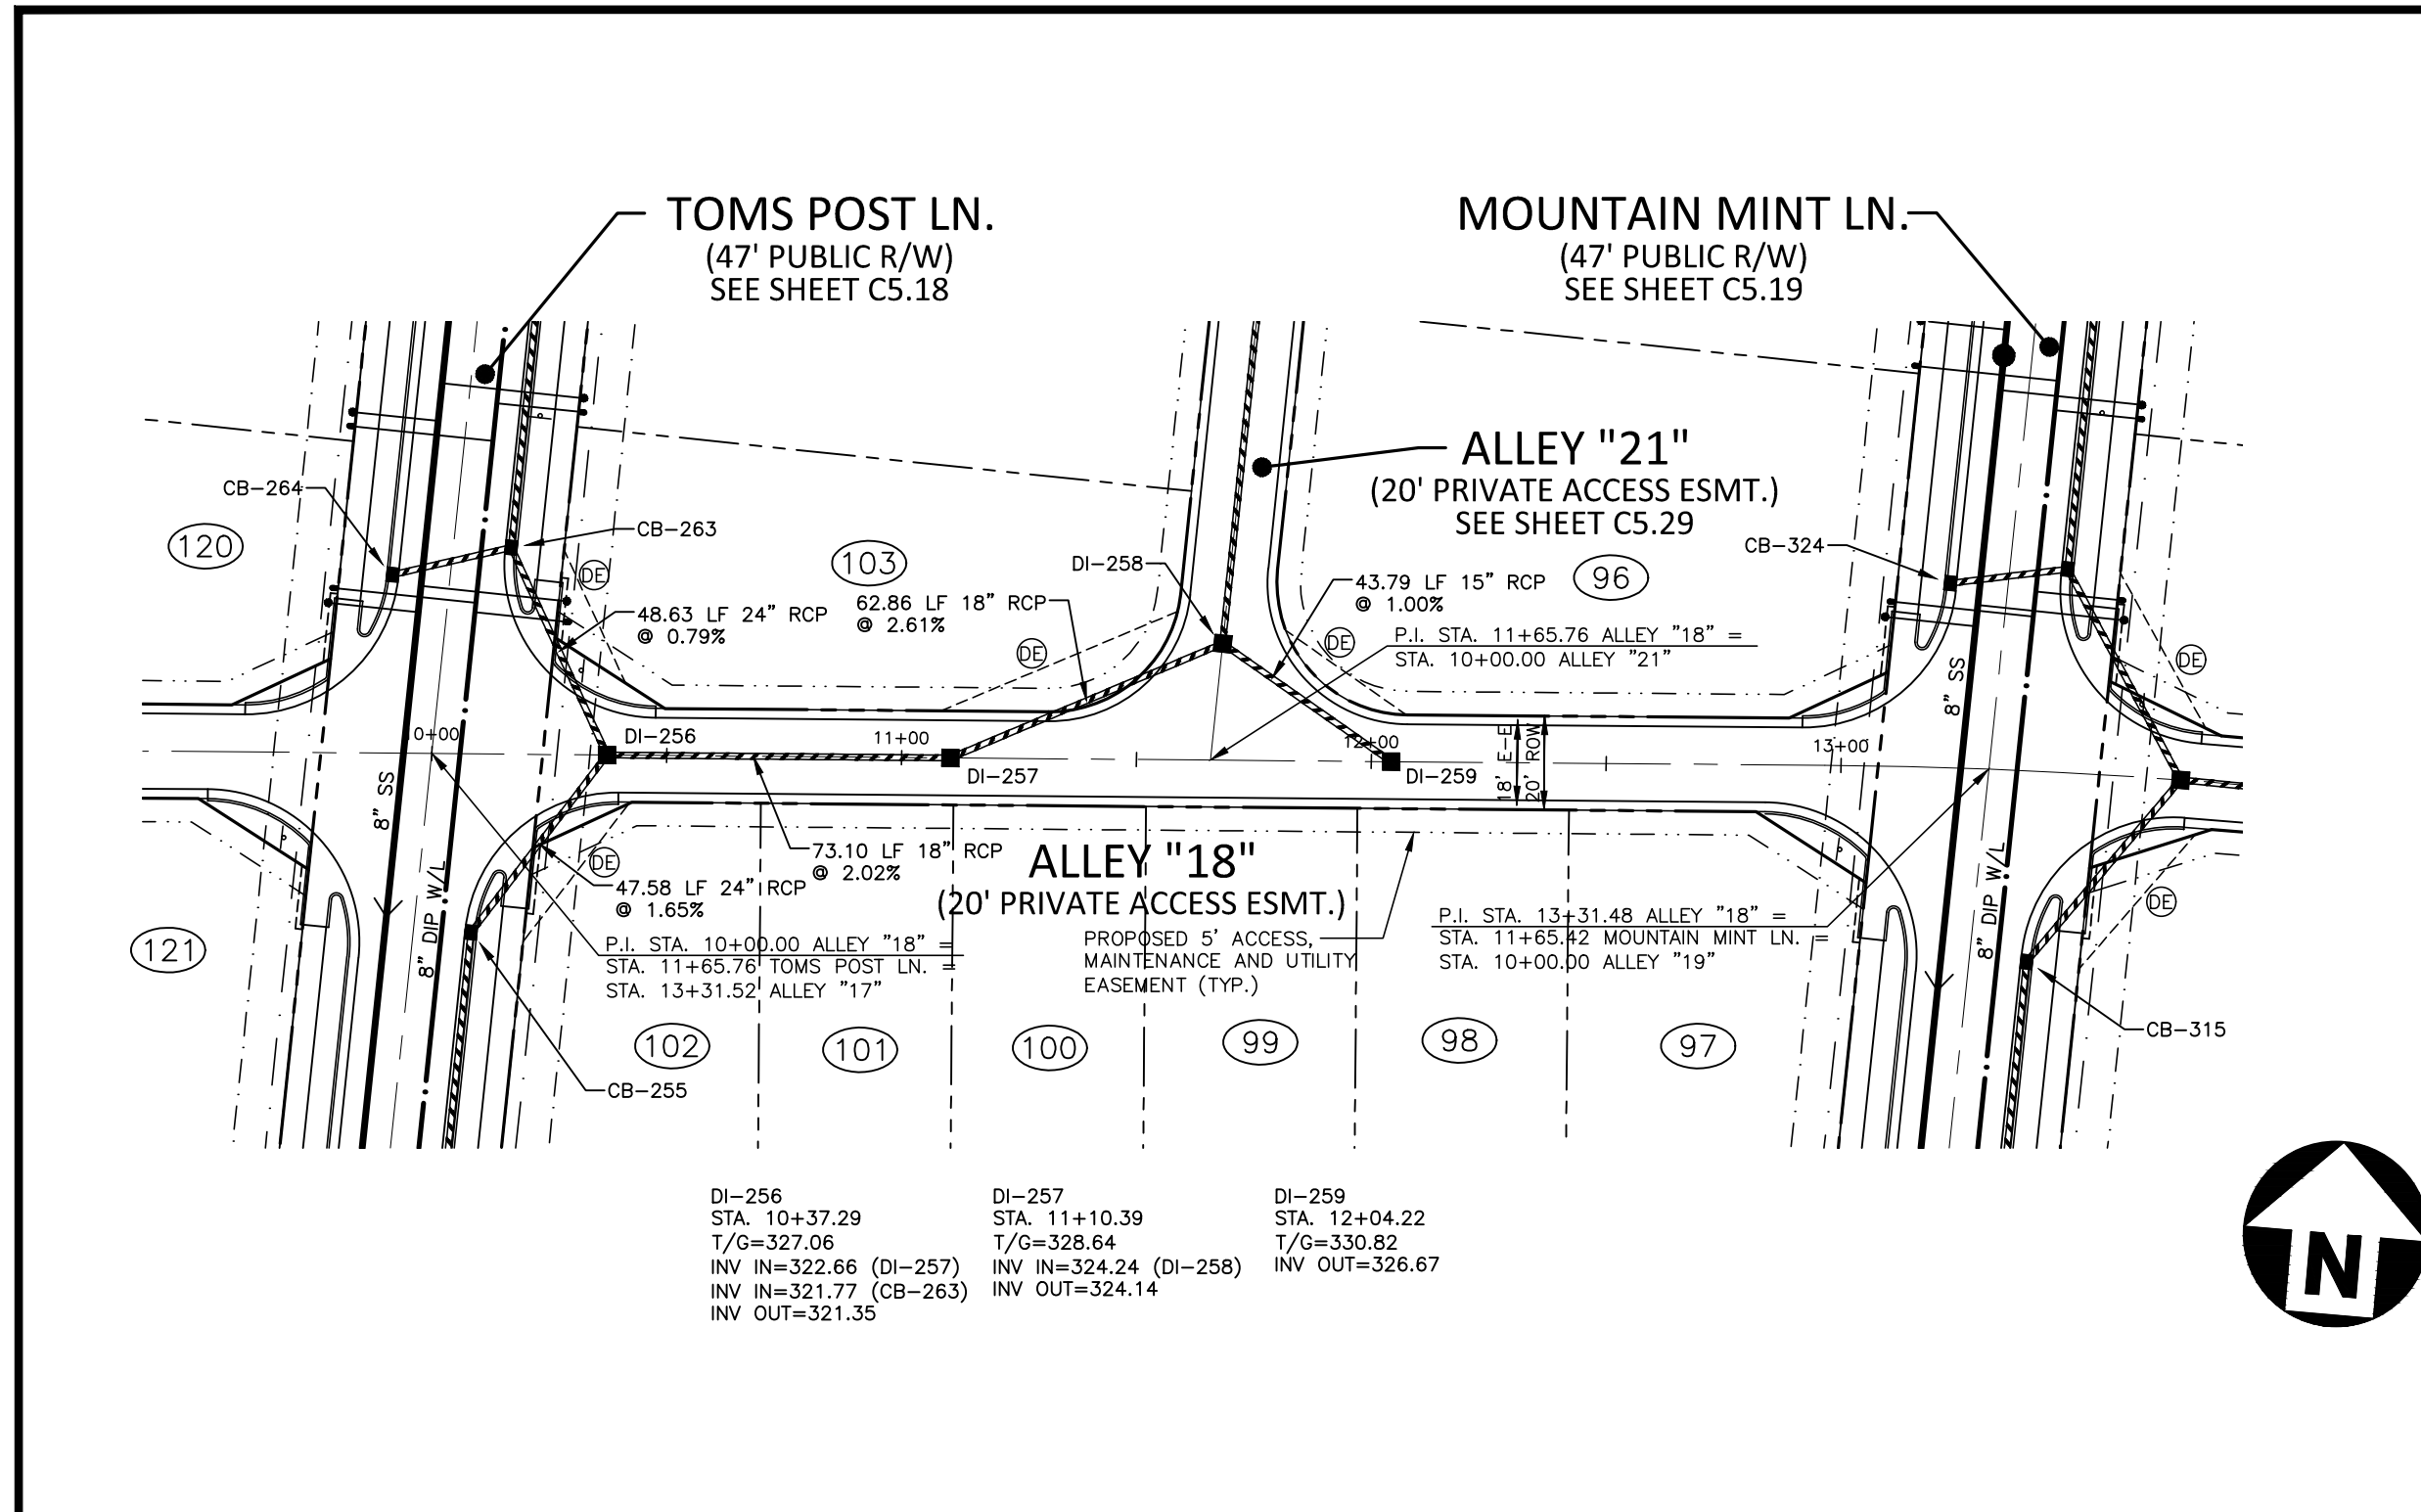 TOMS POST LN.
(47' PUBLIC R/W)
SEE SHEET C5.18
MOUNTAIN MINT LN.
(47' PUBLIC R/W)
SEE SHEET C5.19
ALLEY "21"
(20' PRIVATE ACCESS ESMT.)
SEE SHEET C5.29
CB-264
CB-263
120
103
DI-258
96
CB-324
DE
DE
DE
DE
48.63 LF 24" RCP
@ 0.79%
62.86 LF 18" RCP
@ 2.61%
43.79 LF 15" RCP
@ 1.00%
P.I. STA. 11+65.76 ALLEY "18" =
STA. 10+00.00 ALLEY "21"
8" SS
8" SS
10+00
DI-256
11+00
DI-257
12+00
DI-259
18' E-E
20' ROW
13+00
8" DIP W/L
8" DIP W/L
DE
DE
73.10 LF 18" RCP
@ 2.02%
47.58 LF 24" RCP
@ 1.65%
ALLEY "18"
(20' PRIVATE ACCESS ESMT.)
P.I. STA. 10+00.00 ALLEY "18" =
STA. 11+65.76 TOMS POST LN. =
STA. 13+31.52 ALLEY "17"
PROPOSED 5' ACCESS,
MAINTENANCE AND UTILITY
EASEMENT (TYP.)
P.I. STA. 13+31.48 ALLEY "18" =
STA. 11+65.42 MOUNTAIN MINT LN. =
STA. 10+00.00 ALLEY "19"
121
102
101
100
99
98
97
CB-315
CB-255
DI-256
STA. 10+37.29
T/G=327.06
INV IN=322.66 (DI-257)
INV IN=321.77 (CB-263)
INV OUT=321.35
DI-257
STA. 11+10.39
T/G=328.64
INV IN=324.24 (DI-258)
INV OUT=324.14
DI-259
STA. 12+04.22
T/G=330.82
INV OUT=326.67
N